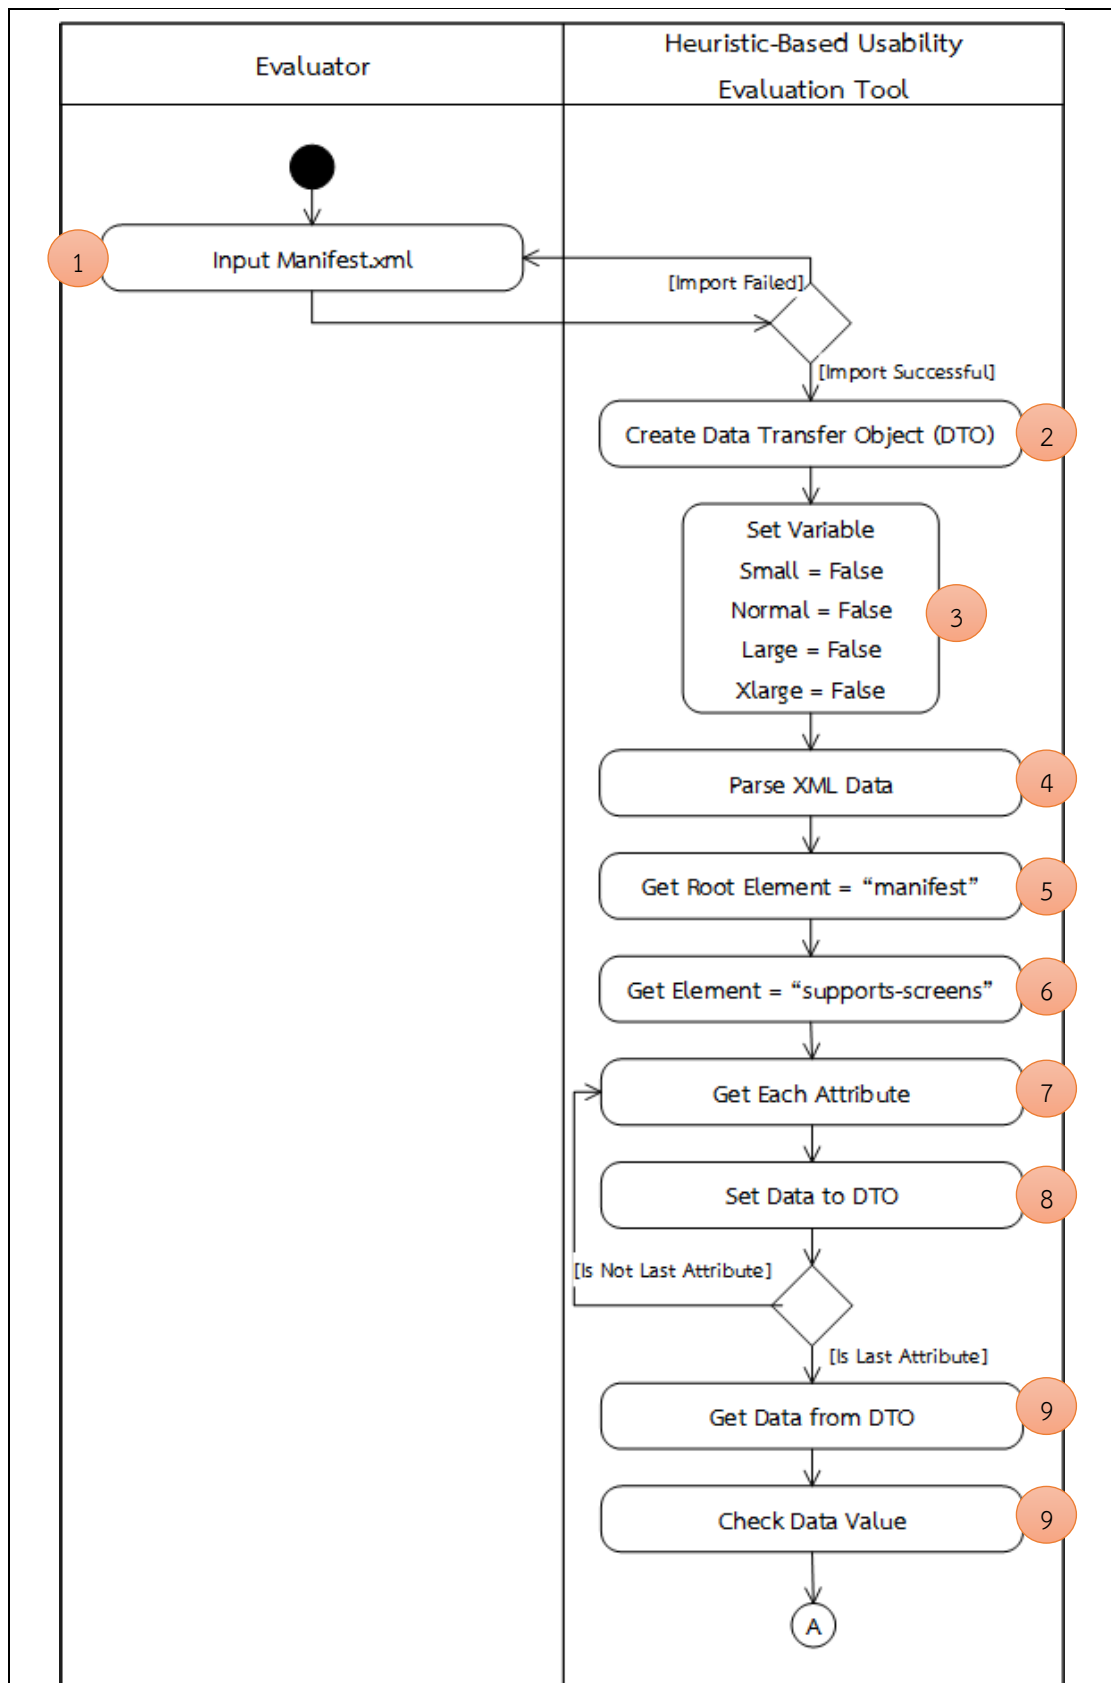 Evaluator
Heuristic-Based Usability
Evaluation Tool
1
Input Manifest.xml
[Import Failed]
[Import Successful]
Create Data Transfer Object (DTO)
2
Set Variable
Small = False
Normal = False
Large = False
Xlarge = False
3
Parse XML Data
4
Get Root Element = “manifest”
5
Get Element = “supports-screens”
6
Get Each Attribute
7
Set Data to DTO
8
[Is Not Last Attribute]
[Is Last Attribute]
Get Data from DTO
9
Check Data Value
9
A